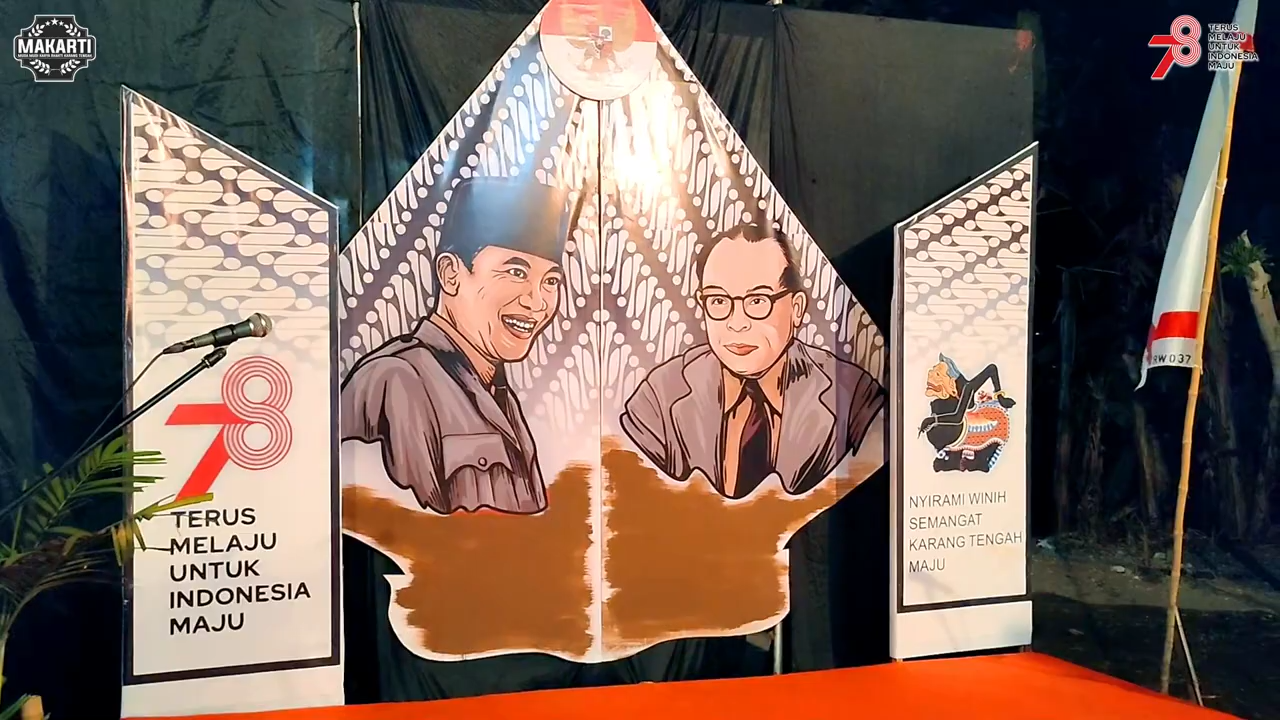 MAKARTI
78
TERUS
MELAJU
UNTUK
INDONESIA
MAJU
RW 037
78
TERUS
MELAJU
UNTUK
INDONESIA
MAJU
NYIRAMI WINIH
SEMANGAT
KARANG TENGAH
MAJU